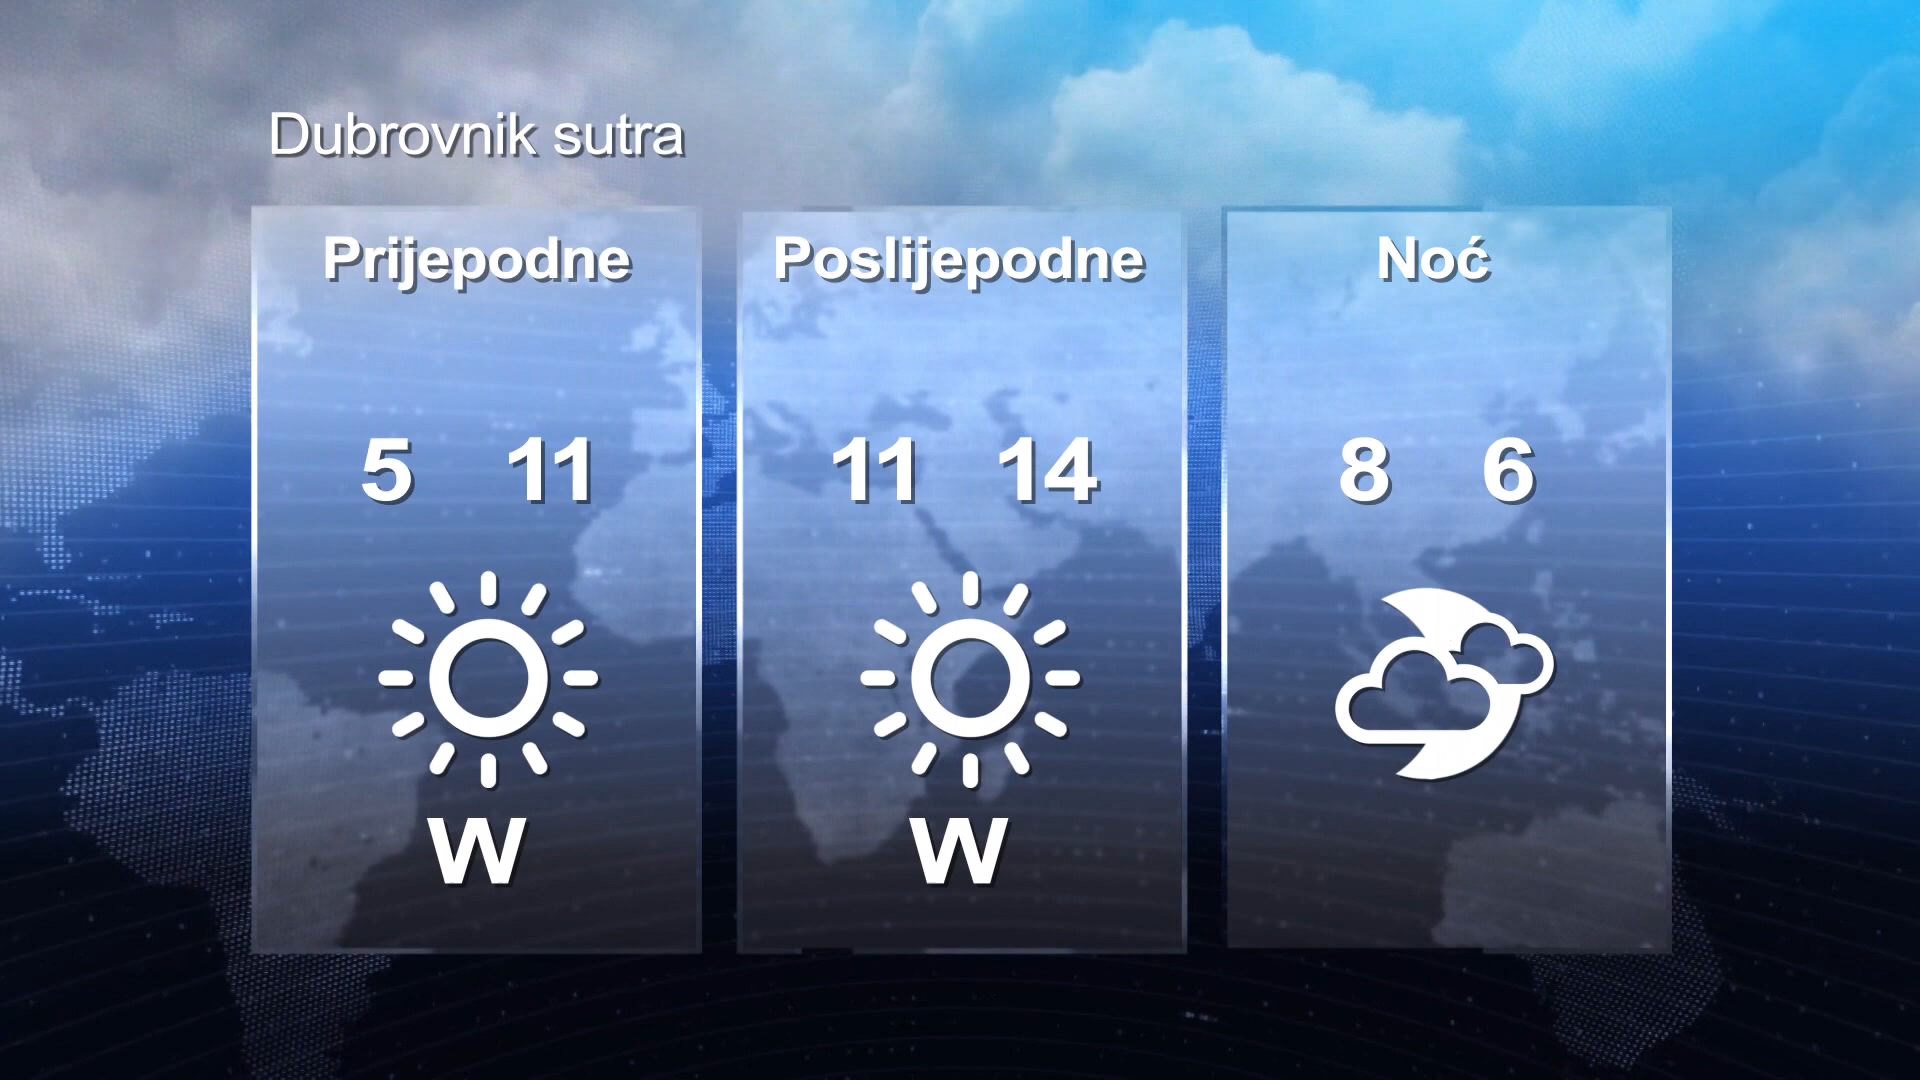 Dubrovnik sutra
Prijepodne
5 11
W
Poslijepodne
11 14
W
Noć
8 6